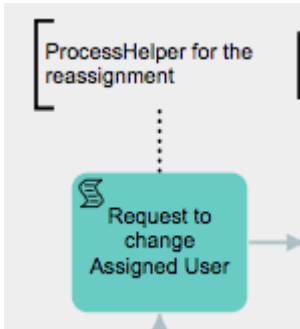 ProcessHelper for the
reassignment
Request to
change
Assigned User